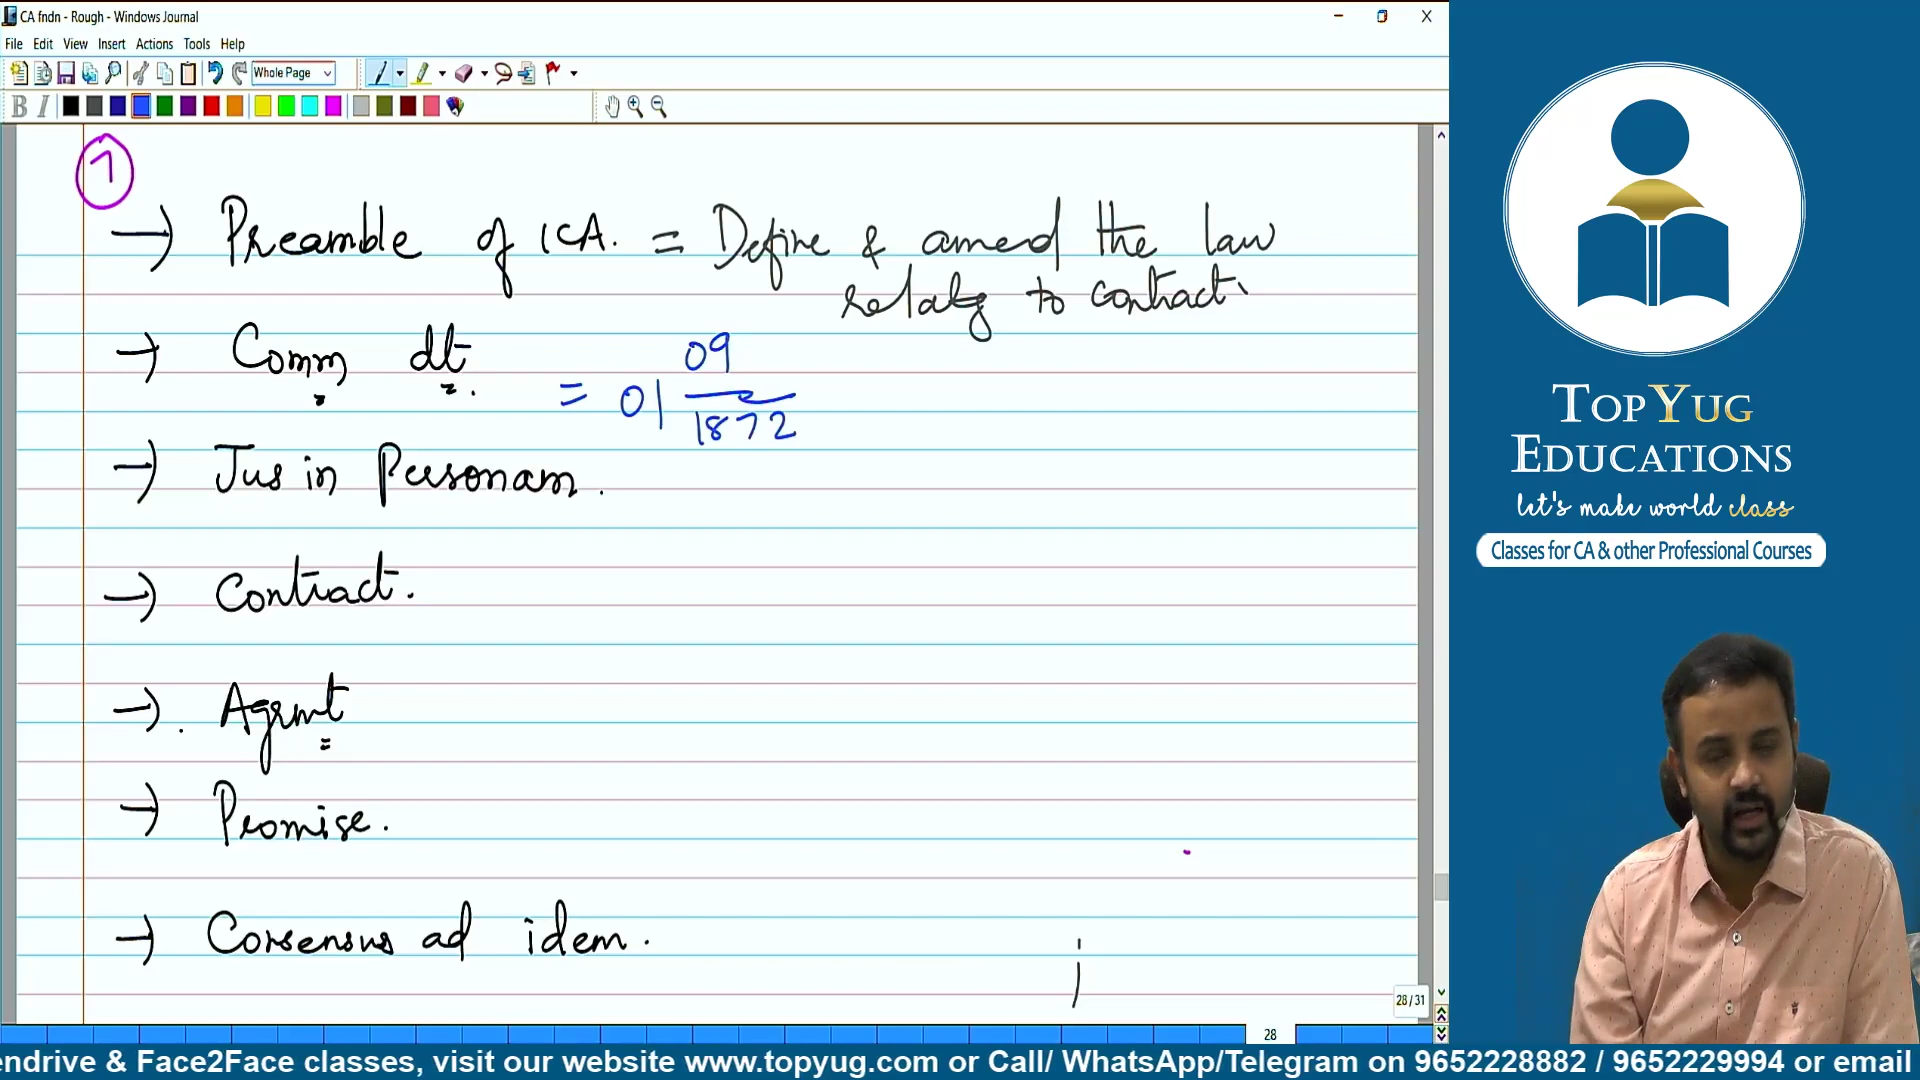 CA fndn - Rough - Windows Journal
File Edit View Insert Actions Tools Help
Whole Page
B I
1
→ Preamble of ICA. = Define & amend the law
relatg to contract.
→ Comm dt = 01/09/1872
→ Jus in Personam.
→ Contract.
→ Agrmt
→ Promise.
→ Consensus ad idem.
28/31
28
TOPYUG
EDUCATIONS
let's make world class
Classes for CA & other Professional Courses
endrive & Face2Face classes, visit our website www.topyug.com or Call/ WhatsApp/Telegram on 9652228882 / 9652229994 or email